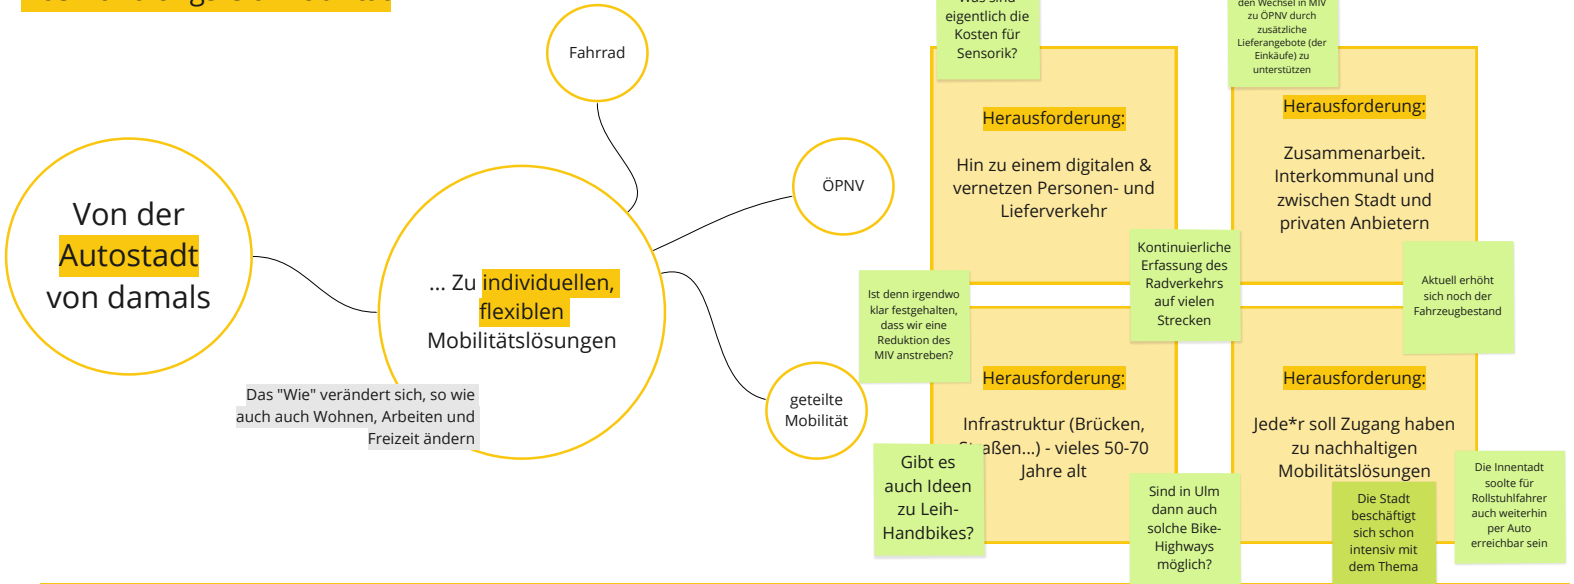 Fahrrad
ÖPNV
geteilte
Mobilität
Von der
Autostadt
von damals
... Zu individuellen,
flexiblen
Mobilitätslösungen
Das "Wie" verändert sich, so wie
auch auch Wohnen, Arbeiten und
Freizeit ändern
Was sind
eigentlich die
Kosten für
Sensorik?
den Wechsel in MIV
zu ÖPNV durch
zusätzliche
Lieferangebote (der
Einkäufe) zu
unterstützen
Herausforderung:
Hin zu einem digitalen &
vernetzen Personen- und
Lieferverkehr
Herausforderung:
Zusammenarbeit.
Interkommunal und
zwischen Stadt und
privaten Anbietern
Kontinuierliche
Erfassung des
Radverkehrs
auf vielen
Strecken
Aktuell erhöht
sich noch der
Fahrzeugbestand
Ist denn irgendwo
klar festgehalten,
dass wir eine
Reduktion des
MIV anstreben?
Herausforderung:
Infrastruktur (Brücken,
Straßen...) - vieles 50-70
Jahre alt
Herausforderung:
Jede*r soll Zugang haben
zu nachhaltigen
Mobilitätslösungen
Gibt es
auch Ideen
zu Leih-
Handbikes?
Sind in Ulm
dann auch
solche Bike-
Highways
möglich?
Die Stadt
beschäftigt
sich schon
intensiv mit
dem Thema
Die Innentadt
soolte für
Rollstuhlfahrer
auch weiterhin
per Auto
erreichbar sein